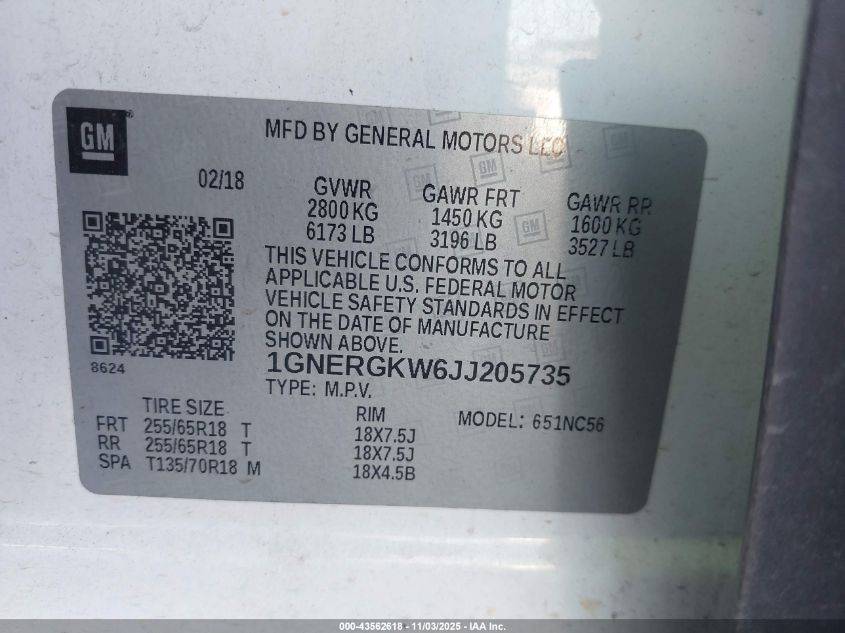 GM
MFD BY GENERAL MOTORS LLC
02/18
GVWR GAWR FRT GAWR RR
2800 KG 1450 KG 1600 KG
6173 LB 3196 LB 3527 LB
THIS VEHICLE CONFORMS TO ALL
APPLICABLE U.S. FEDERAL MOTOR
VEHICLE SAFETY STANDARDS IN EFFECT
ON THE DATE OF MANUFACTURE
SHOWN ABOVE.
8624
1GNERGKW6JJ205735
TYPE: M.P.V.
TIRE SIZE RIM MODEL: 651NC56
FRT 255/65R18 T 18X7.5J
RR 255/65R18 T 18X7.5J
SPA T135/70R18 M 18X4.5B
000-43562618 - 11/03/2025 - IAA Inc.